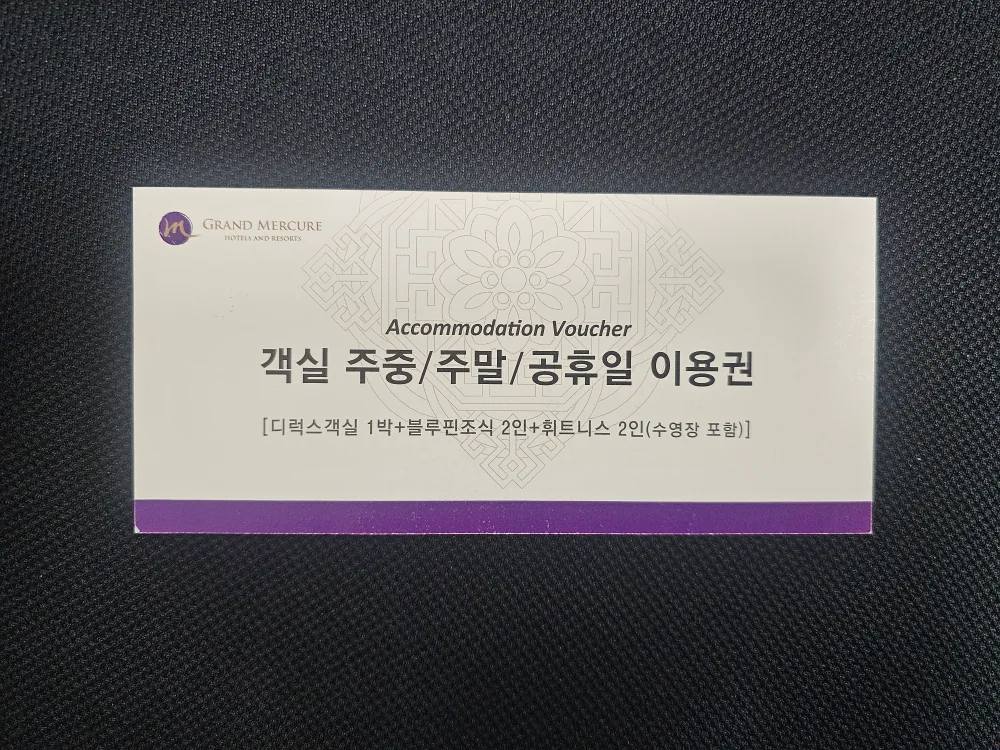 GRAND MERCURE
HOTELS AND RESORTS
Accommodation Voucher
객실 주중/주말/공휴일 이용권
[디럭스객실 1박+블루핀조식 2인+휘트니스 2인(수영장 포함)]